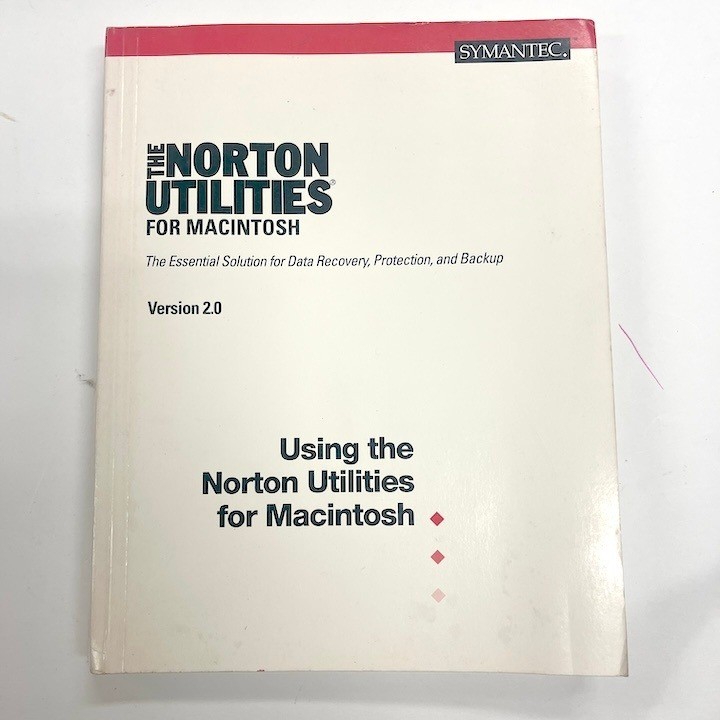 SYMANTEC.
THE NORTON
UTILITIES®
FOR MACINTOSH
The Essential Solution for Data Recovery, Protection, and Backup
Version 2.0
Using the
Norton Utilities
for Macintosh